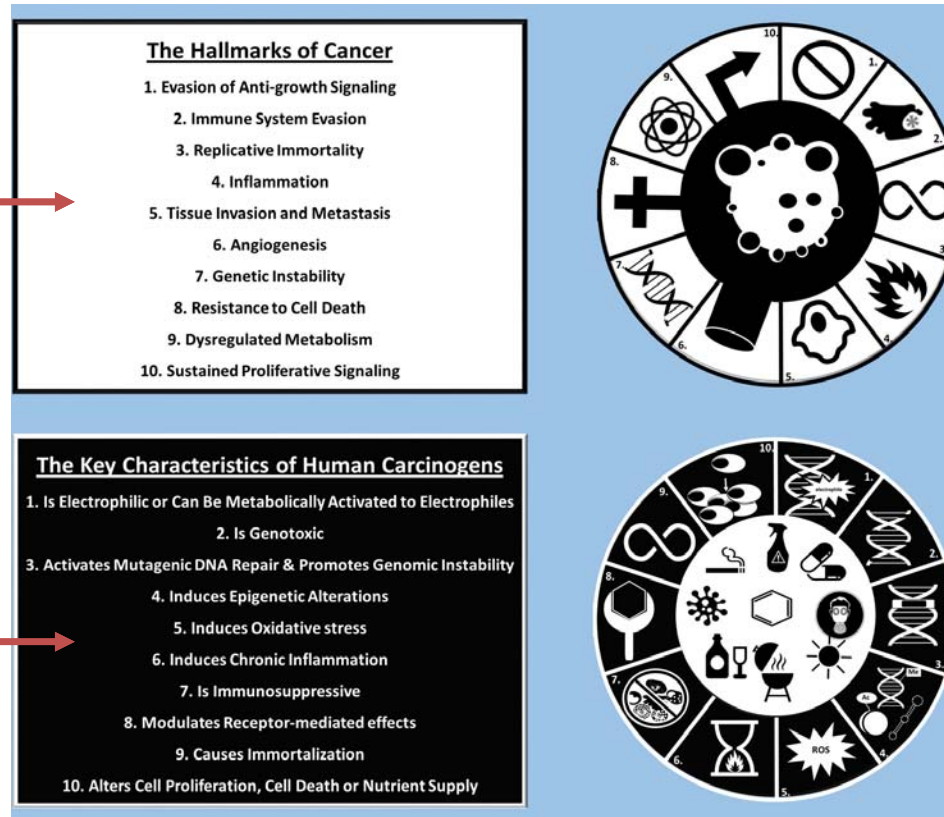 The Hallmarks of Cancer
1. Evasion of Anti-growth Signaling
2. Immune System Evasion
3. Replicative Immortality
4. Inflammation
5. Tissue Invasion and Metastasis
6. Angiogenesis
7. Genetic Instability
8. Resistance to Cell Death
9. Dysregulated Metabolism
10. Sustained Proliferative Signaling
10.
1.
2.
3.
4.
5.
6.
7.
8.
9.
The Key Characteristics of Human Carcinogens
1. Is Electrophilic or Can Be Metabolically Activated to Electrophiles
2. Is Genotoxic
3. Activates Mutagenic DNA Repair & Promotes Genomic Instability
4. Induces Epigenetic Alterations
5. Induces Oxidative stress
6. Induces Chronic Inflammation
7. Is Immunosuppressive
8. Modulates Receptor-mediated effects
9. Causes Immortalization
10. Alters Cell Proliferation, Cell Death or Nutrient Supply
10.
electrophile
1.
2.
3.
Me
Ac
4.
ROS
5.
6.
7.
8.
9.